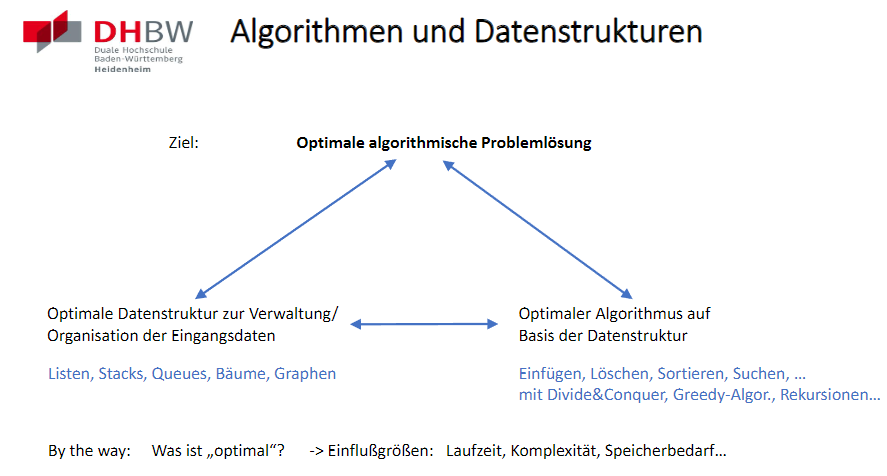 DHBW
Duale Hochschule
Baden-Württemberg
Heidenheim
Algorithmen und Datenstrukturen
Ziel: Optimale algorithmische Problemlösung
Optimale Datenstruktur zur Verwaltung/
Organisation der Eingangsdaten
Listen, Stacks, Queues, Bäume, Graphen
Optimaler Algorithmus auf
Basis der Datenstruktur
Einfügen, Löschen, Sortieren, Suchen, …
mit Divide&Conquer, Greedy-Algor., Rekursionen…
By the way: Was ist „optimal“? -> Einflußgrößen: Laufzeit, Komplexität, Speicherbedarf…